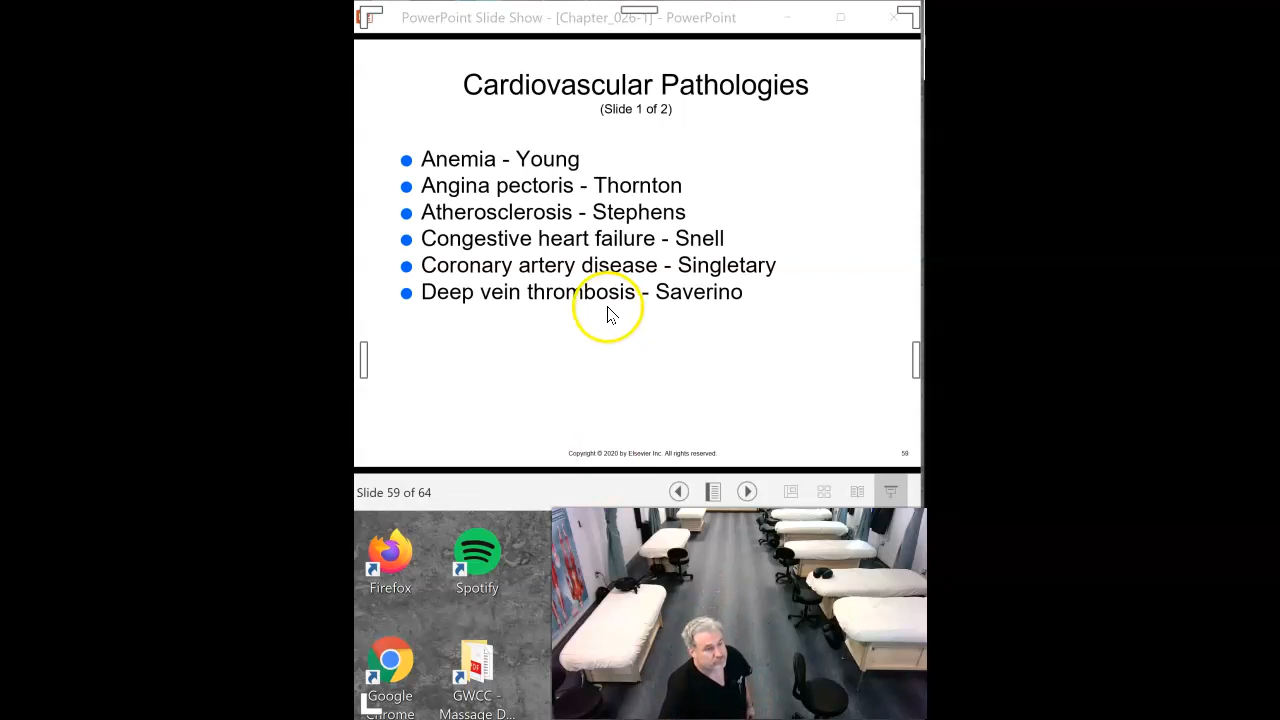 PowerPoint Slide Show - [Chapter_026-1] - PowerPoint
Cardiovascular Pathologies
(Slide 1 of 2)
Anemia - Young
Angina pectoris - Thornton
Atherosclerosis - Stephens
Congestive heart failure - Snell
Coronary artery disease - Singletary
Deep vein thrombosis - Saverino
Copyright © 2020 by Elsevier Inc. All rights reserved.
59
Slide 59 of 64
Firefox
Spotify
Google
Chrome
GWCC -
Massage D...